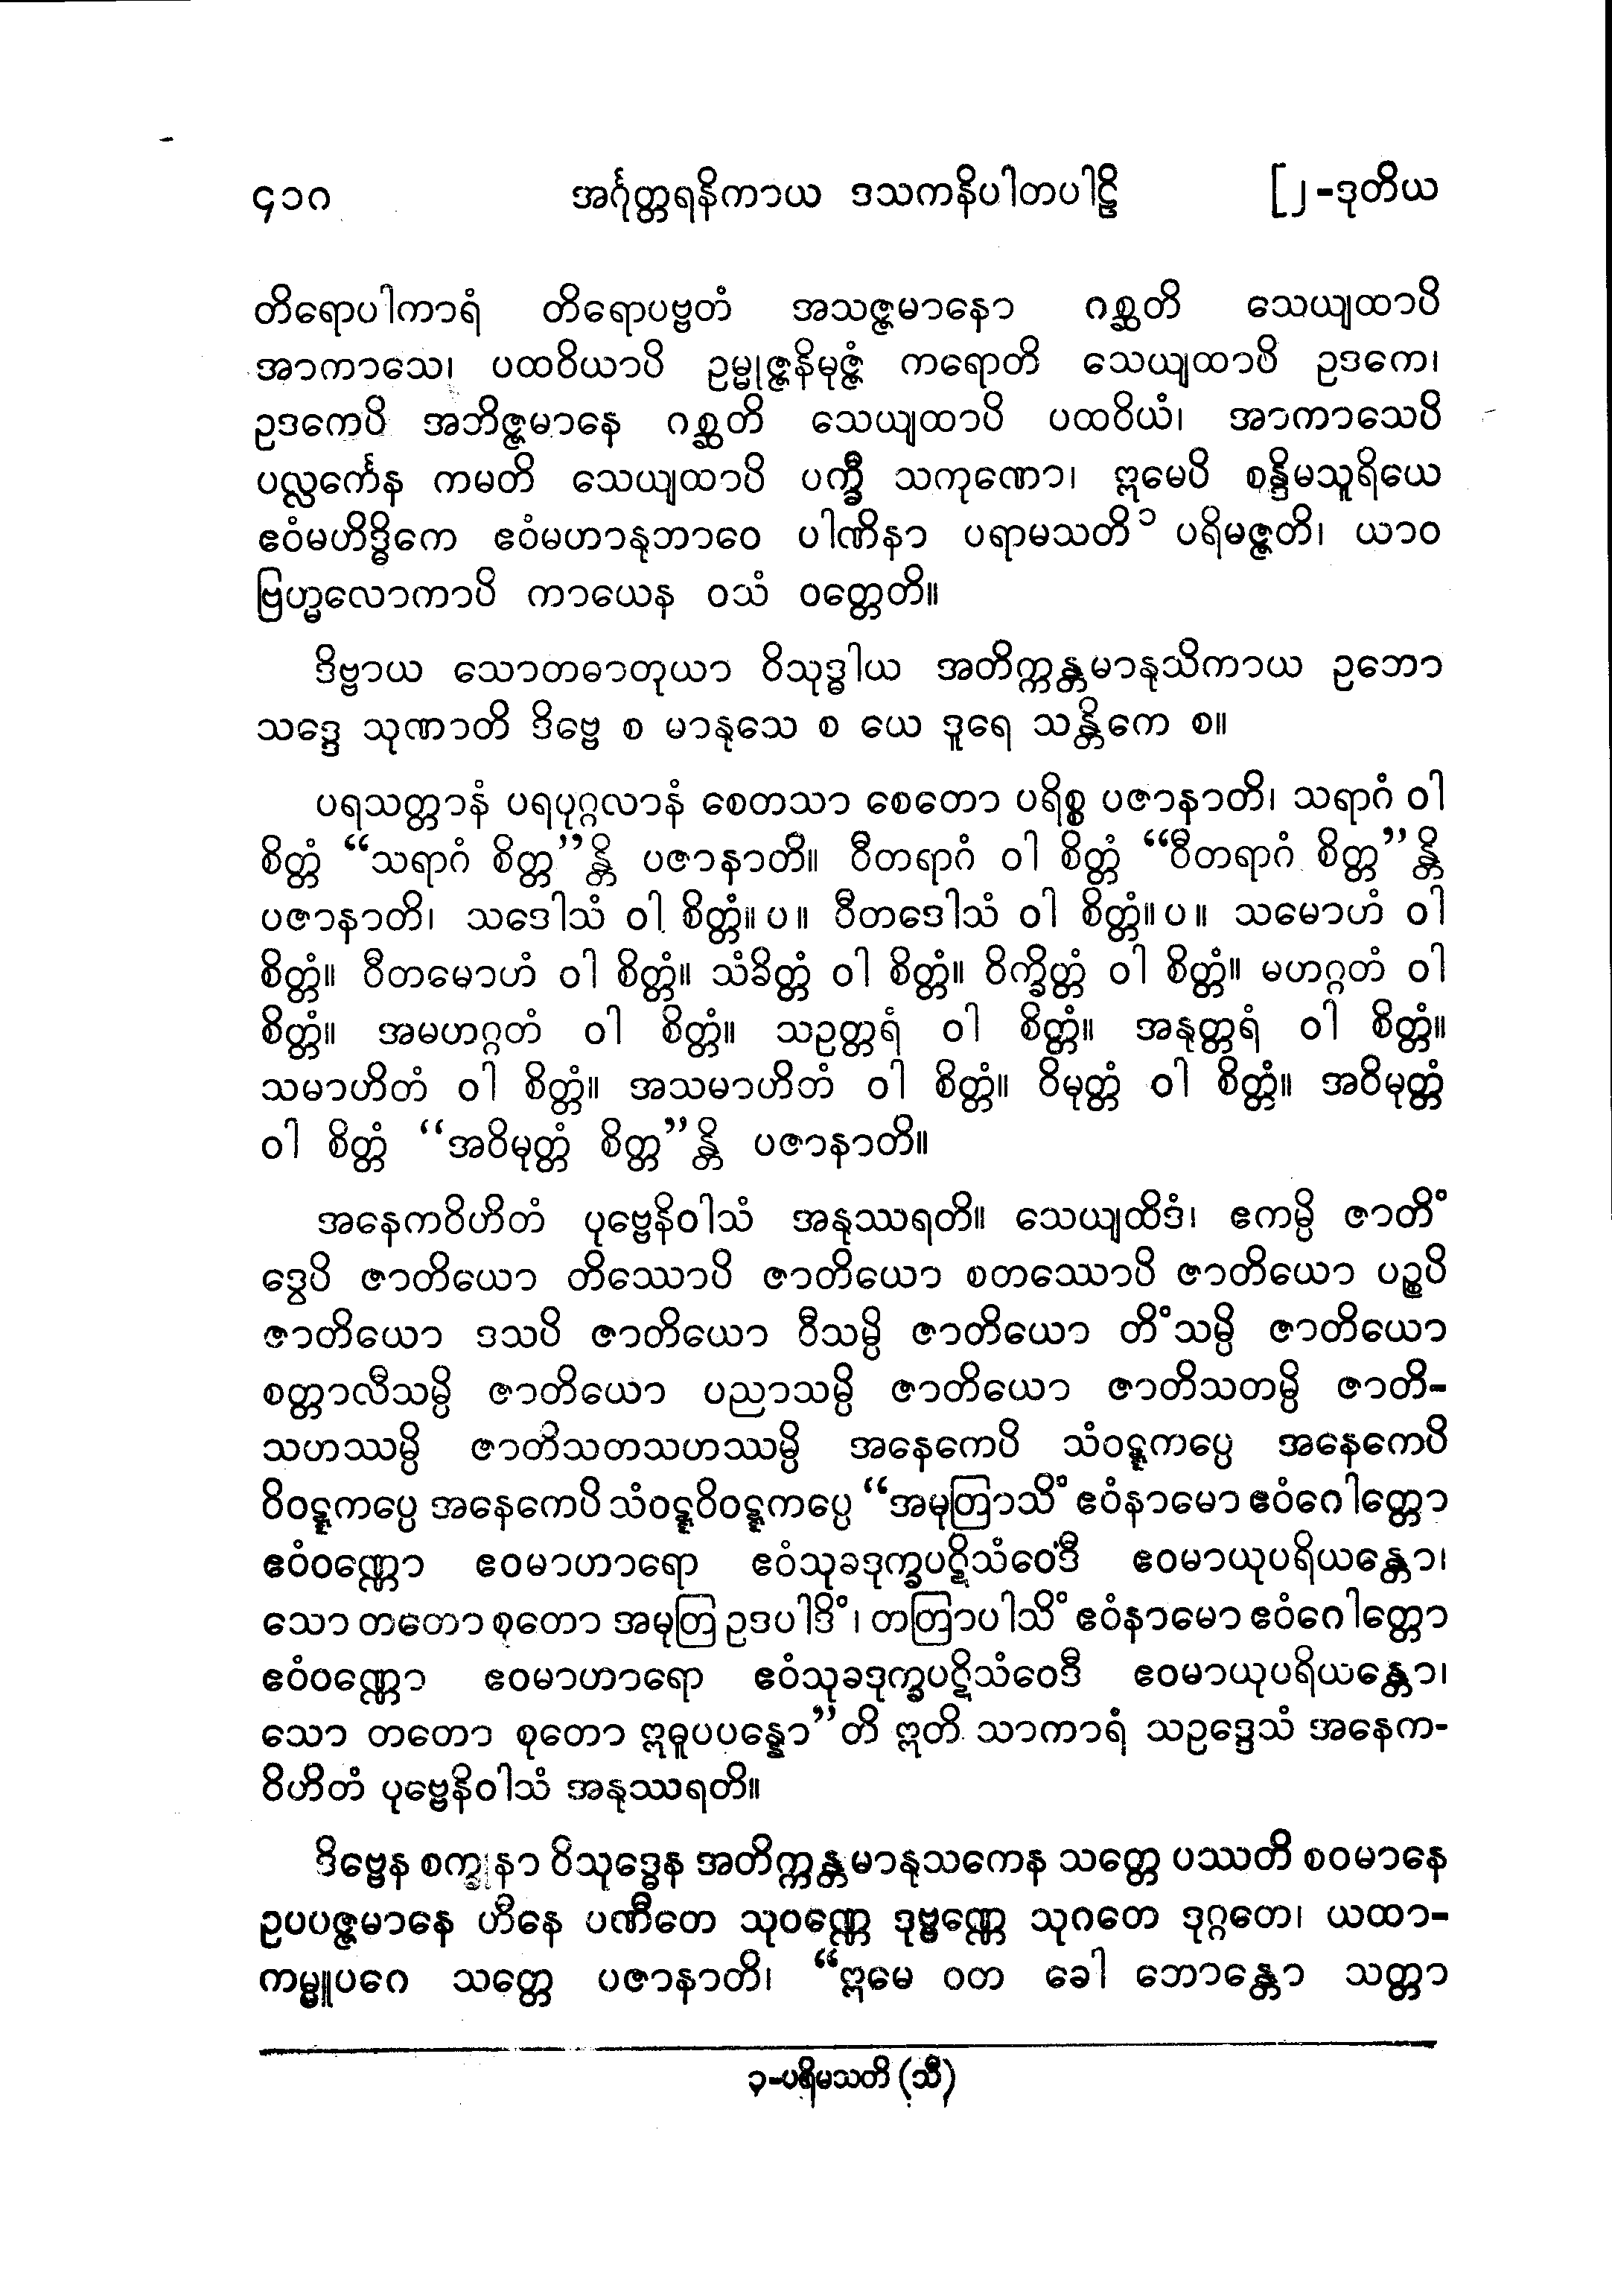 ၄၁ဂ အင်္ဂုတ္တရနိကာယ ဒသကနိပါတပါဠိ [၂-ဒုတိယ
တိရောပါကာရံ တိရောပဗ္ဗတံ အသဇ္ဇမာနော ဂစ္ဆတိ သေယျထာပိ
အာကာသေ၊ ပထဝိယာပိ ဥမ္မုဇ္ဇနိမုဇ္ဇံ ကရောတိ သေယျထာပိ ဥဒကေ၊
ဥဒကေပိ အဘိဇ္ဇမာနေ ဂစ္ဆတိ သေယျထာပိ ပထဝိယံ၊ အာကာသေပိ
ပလ္လင်္ကေန ကမတိ သေယျထာပိ ပက္ခီ သကုဏော၊ ဣမေပိ စန္ဒိမသူရိယေ
ဧဝံမဟိဒ္ဓိကေ ဧဝံမဟာနုဘာဝေ ပါဏိနာ ပရာမသတိ ၁ ပရိမဇ္ဇတိ၊ ယာဝ
ဗြဟ္မလောကာပိ ကာယေန ဝသံ ဝတ္တေတိ။
ဒိဗ္ဗာယ သောတဓာတုယာ ဝိသုဒ္ဓါယ အတိက္ကန္တမာနုသိကာယ ဥဘော
သဒ္ဒေ သုဏာတိ ဒိဗ္ဗေ စ မာနုသေ စ ယေ ဒူရေ သန္တိကေ စ။
ပရသတ္တာနံ ပရပုဂ္ဂလာနံ စေတသာ စေတော ပရိစ္စ ပဇာနာတိ၊ သရာဂံ ဝါ
စိတ္တံ “သရာဂံ စိတ္တ”န္တိ ပဇာနာတိ။ ဝီတရာဂံ ဝါ စိတ္တံ “ဝီတရာဂံ စိတ္တ”န္တိ
ပဇာနာတိ၊ သဒေါသံ ဝါ စိတ္တံ။ပ။ ဝီတဒေါသံ ဝါ စိတ္တံ။ပ။ သမောဟံ ဝါ
စိတ္တံ။ ဝီတမောဟံ ဝါ စိတ္တံ။ သံခိတ္တံ ဝါ စိတ္တံ။ ဝိက္ခိတ္တံ ဝါ စိတ္တံ။ မဟဂ္ဂတံ ဝါ
စိတ္တံ။ အမဟဂ္ဂတံ ဝါ စိတ္တံ။ သဥတ္တရံ ဝါ စိတ္တံ။ အနုတ္တရံ ဝါ စိတ္တံ။
သမာဟိတံ ဝါ စိတ္တံ။ အသမာဟိတံ ဝါ စိတ္တံ။ ဝိမုတ္တံ ဝါ စိတ္တံ။ အဝိမုတ္တံ
ဝါ စိတ္တံ “အဝိမုတ္တံ စိတ္တ”န္တိ ပဇာနာတိ။
အနေကဝိဟိတံ ပုဗ္ဗေနိဝါသံ အနုဿရတိ။ သေယျထိဒံ၊ ဧကမ္ပိ ဇာတိံ
ဒွေပိ ဇာတိယော တိဿောပိ ဇာတိယော စတဿောပိ ဇာတိယော ပဉ္စပိ
ဇာတိယော ဒသပိ ဇာတိယော ဝီသမ္ပိ ဇာတိယော တိံသမ္ပိ ဇာတိယော
စတ္တာလီသမ္ပိ ဇာတိယော ပညာသမ္ပိ ဇာတိယော ဇာတိသတမ္ပိ ဇာတိ-
သဟဿမ္ပိ ဇာတိသတသဟဿမ္ပိ အနေကေပိ သံဝဋ္ဋကပ္ပေ အနေကေပိ
ဝိဝဋ္ဋကပ္ပေ အနေကေပိ သံဝဋ္ဋဝိဝဋ္ဋကပ္ပေ “အမုတြာသိံ ဧဝံနာမော ဧဝံဂေါတ္တော
ဧဝံဝဏ္ဏော ဧဝမာဟာရော ဧဝံသုခဒုက္ခပဋိသံဝေဒီ ဧဝမာယုပရိယန္တော၊
သော တတော စုတော အမုတြ ဥဒပါဒိံ၊ တတြာပါသိံ ဧဝံနာမော ဧဝံဂေါတ္တော
ဧဝံဝဏ္ဏော ဧဝမာဟာရော ဧဝံသုခဒုက္ခပဋိသံဝေဒီ ဧဝမာယုပရိယန္တော၊
သော တတော စုတော ဣဓူပပန္နော”တိ ဣတိ သာကာရံ သဥဒ္ဒေသံ အနေက-
ဝိဟိတံ ပုဗ္ဗေနိဝါသံ အနုဿရတိ။
ဒိဗ္ဗေန စက္ခုနာ ဝိသုဒ္ဓေန အတိက္ကန္တမာနုသကေန သတ္တေ ပဿတိ စဝမာနေ
ဥပပဇ္ဇမာနေ ဟီနေ ပဏီတေ သုဝဏ္ဏေ ဒုဗ္ဗဏ္ဏေ သုဂတေ ဒုဂ္ဂတေ၊ ယထာ-
ကမ္မူပဂေ သတ္တေ ပဇာနာတိ၊ “ဣမေ ဝတ ခေါ ဘောန္တော သတ္တာ
၁-ပရိမသတိ (သီ)